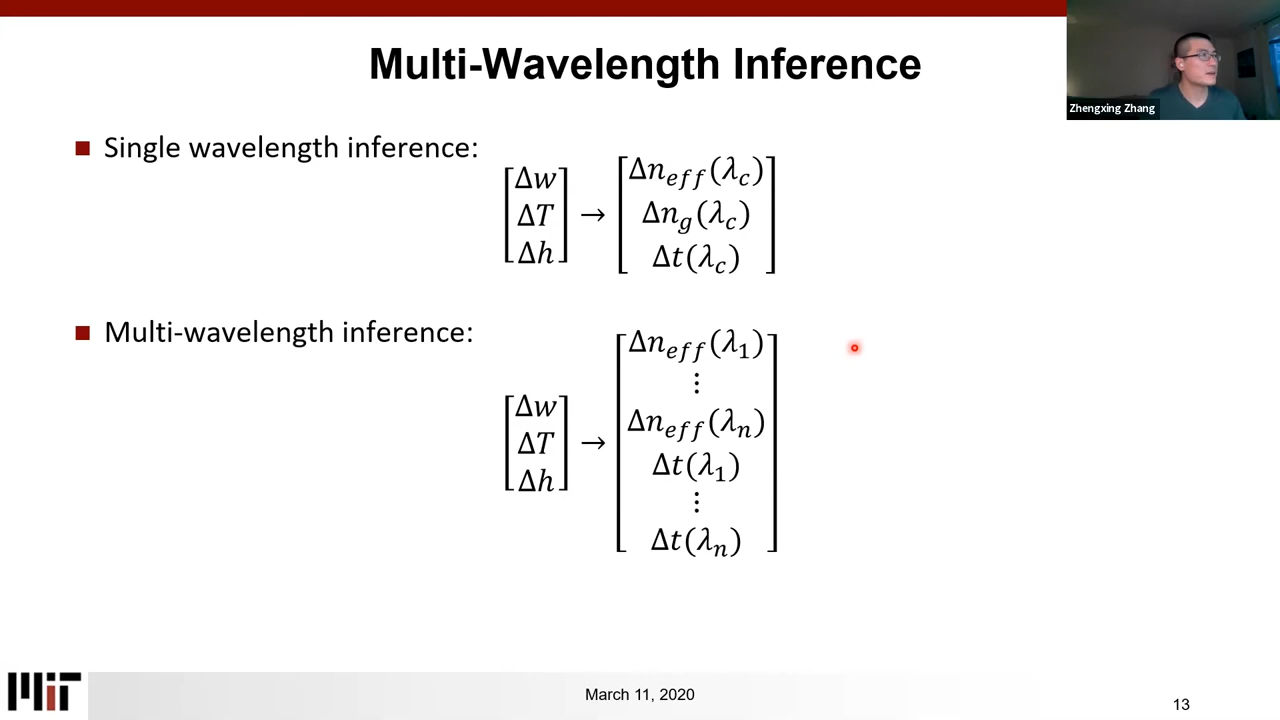 Multi-Wavelength Inference
Zhengxing Zhang
Single wavelength inference:
[Δw ΔT Δh] → [Δn_eff(λ_c) Δn_g(λ_c) Δt(λ_c)]
Multi-wavelength inference:
[Δw ΔT Δh] → [Δn_eff(λ_1) ⋮ Δn_eff(λ_n) Δt(λ_1) ⋮ Δt(λ_n)]
MIT
March 11, 2020
13